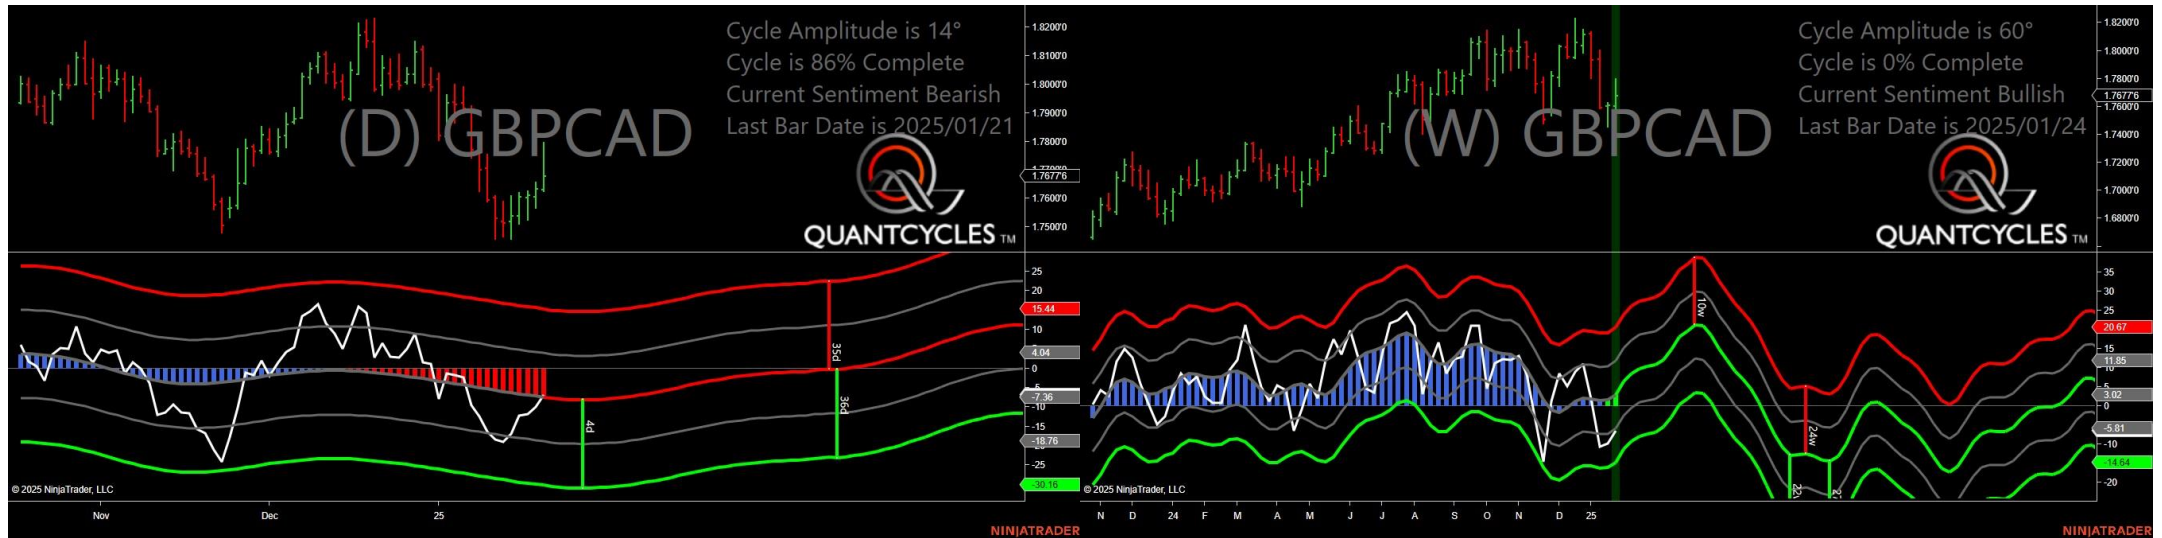 Cycle Amplitude is 14°
Cycle is 86% Complete
Current Sentiment Bearish
Last Bar Date is 2025/01/21
(D) GBPCAD
QUANTCYCLES TM
1.8200'0
1.8100'0
1.8000'0
1.7900'0
1.7800'0
1.7700'0
1.7677'6
1.7600'0
1.7500'0
25
20
15.44
10
4.04
0
-5
-7.36
-10
-15
-18.76
-25
-30.16
4d
35d
36d
© 2025 NinjaTrader, LLC
Nov
Dec
25
NINJATRADER
Cycle Amplitude is 60°
Cycle is 0% Complete
Current Sentiment Bullish
Last Bar Date is 2025/01/24
(W) GBPCAD
QUANTCYCLES TM
1.8200'0
1.8000'0
1.7800'0
1.7677'6
1.7600'0
1.7400'0
1.7200'0
1.7000'0
1.6800'0
35
30
25
20.67
15
11.85
10
5
3.02
0
-5.81
-10
-14.64
-20
10w
24w
© 2025 NinjaTrader, LLC
N D 24 F M A M J J A S O N D 25
NINJATRADER